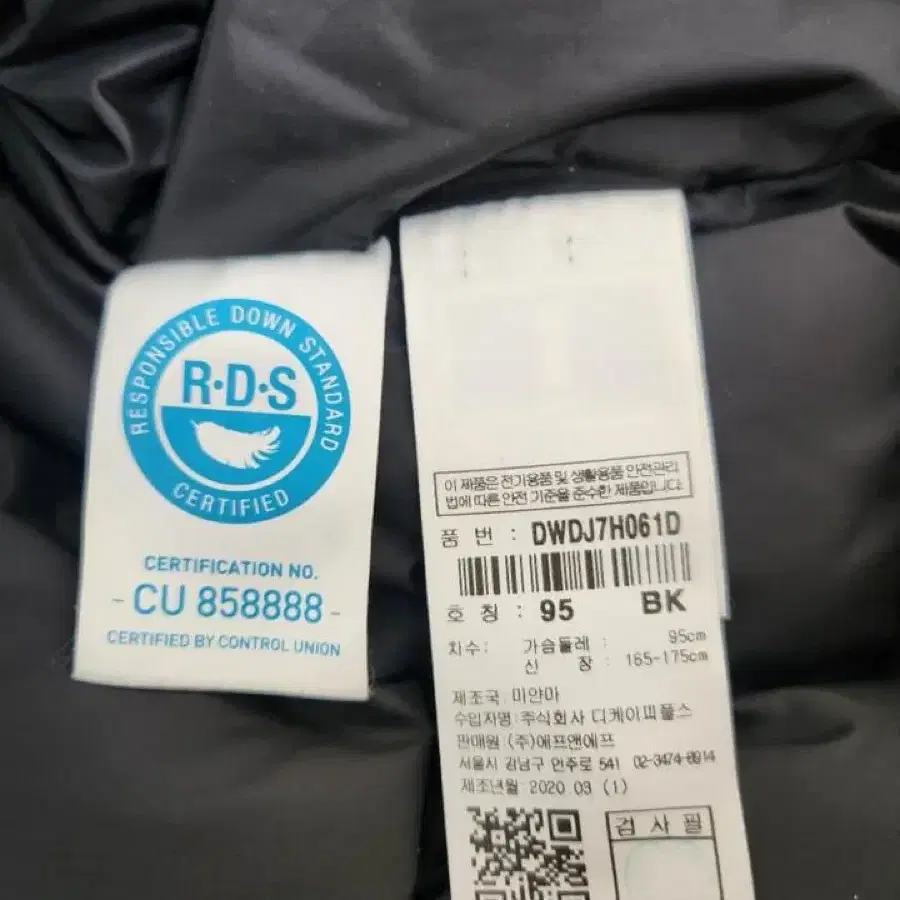 RESPONSIBLE DOWN STANDARD
R·D·S
CERTIFIED
CERTIFICATION NO.
- CU 858888 -
CERTIFIED BY CONTROL UNION
이 제품은 전기용품 및 생활용품 안전관리
법에 따른 안전 기준을 준수한 제품입니다.
품 번 : DWDJ7H061D
호 칭 : 95 BK
치수: 가슴둘레 : 95cm
신 장 : 165-175cm
제조국: 미얀마
수입자명: 주식회사 디케이피플스
판매원: (주)에프앤에프
서울시 강남구 언주로 541 02-3474-0914
제조년월: 2020.03 (1)
검사필